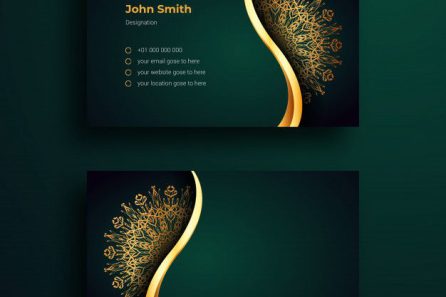 John Smith
Designation
+01 000 000 000
your email gose to here
your website gose to here
your location gose to here